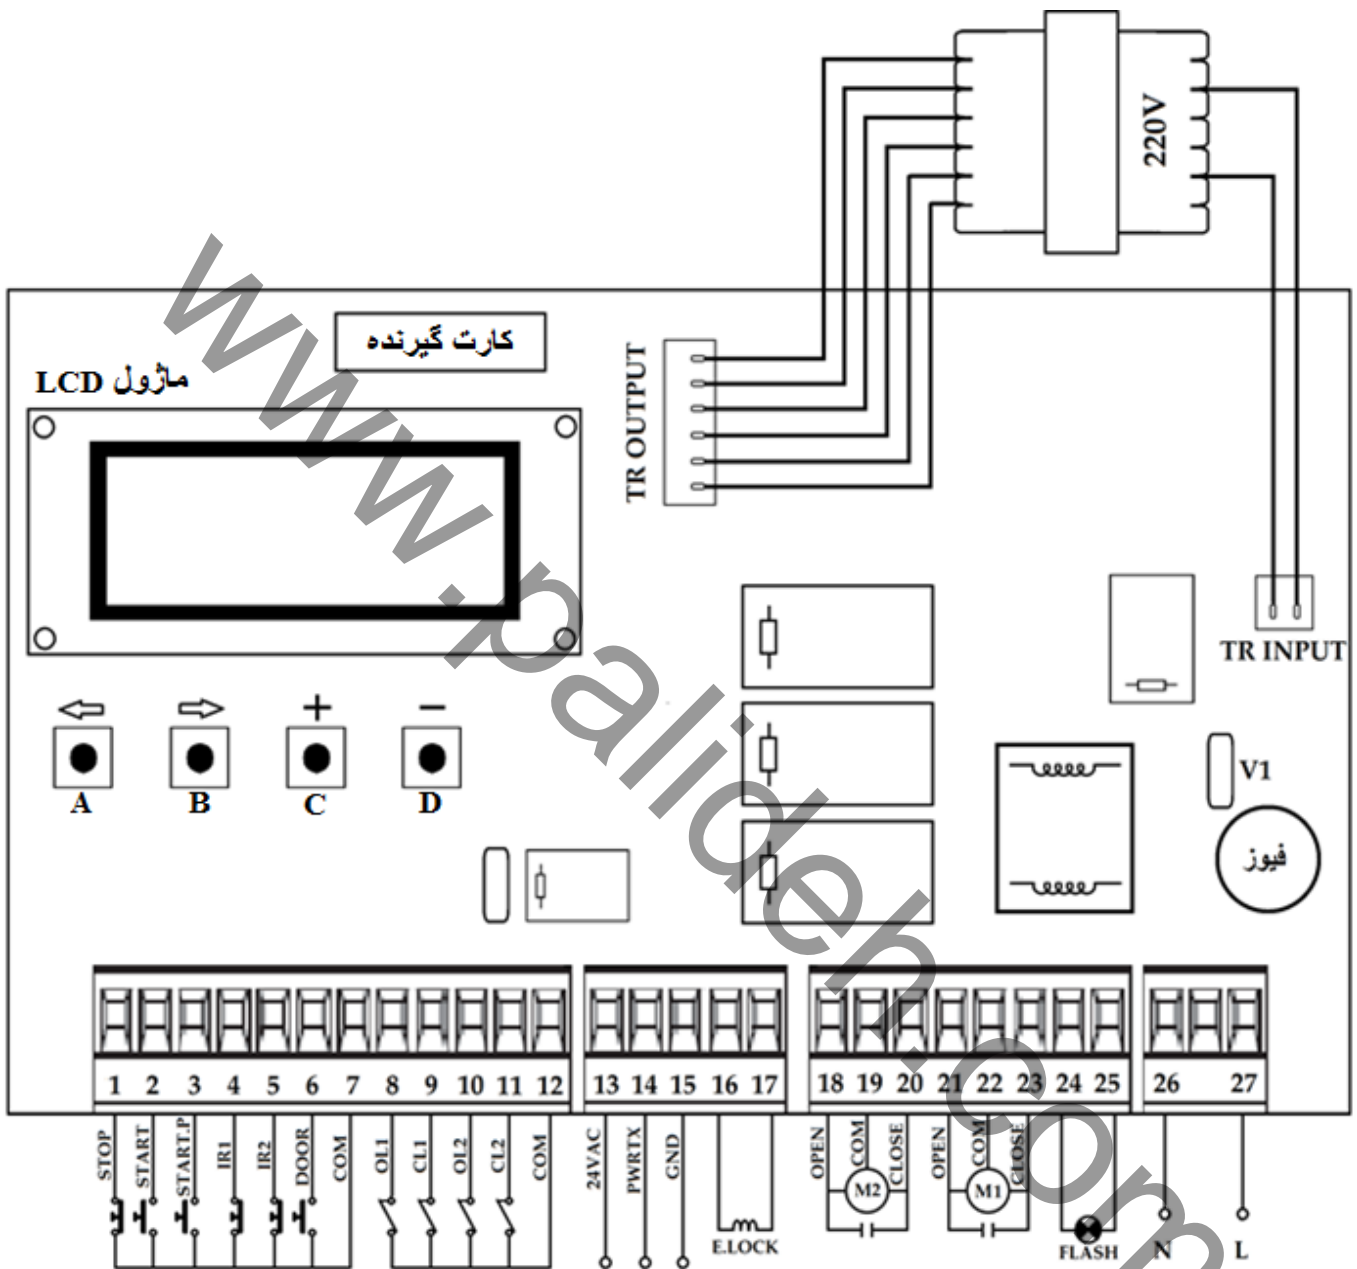 220V
کارت گیرنده
ماژول LCD
TR OUTPUT
TR INPUT
A B C D
V1
فیوز
1 2 3 4 5 6 7 8 9 10 11 12 13 14 15 16 17 18 19 20 21 22 23 24 25 26 27
STOP
START
START.P
IR1
IR2
DOOR
COM
OL1
CL1
OL2
CL2
COM
24VAC
PWRTX
GND
E.LOCK
OPEN
COM
CLOSE
M2
OPEN
COM
CLOSE
M1
FLASH
N
L
www.palideh.com